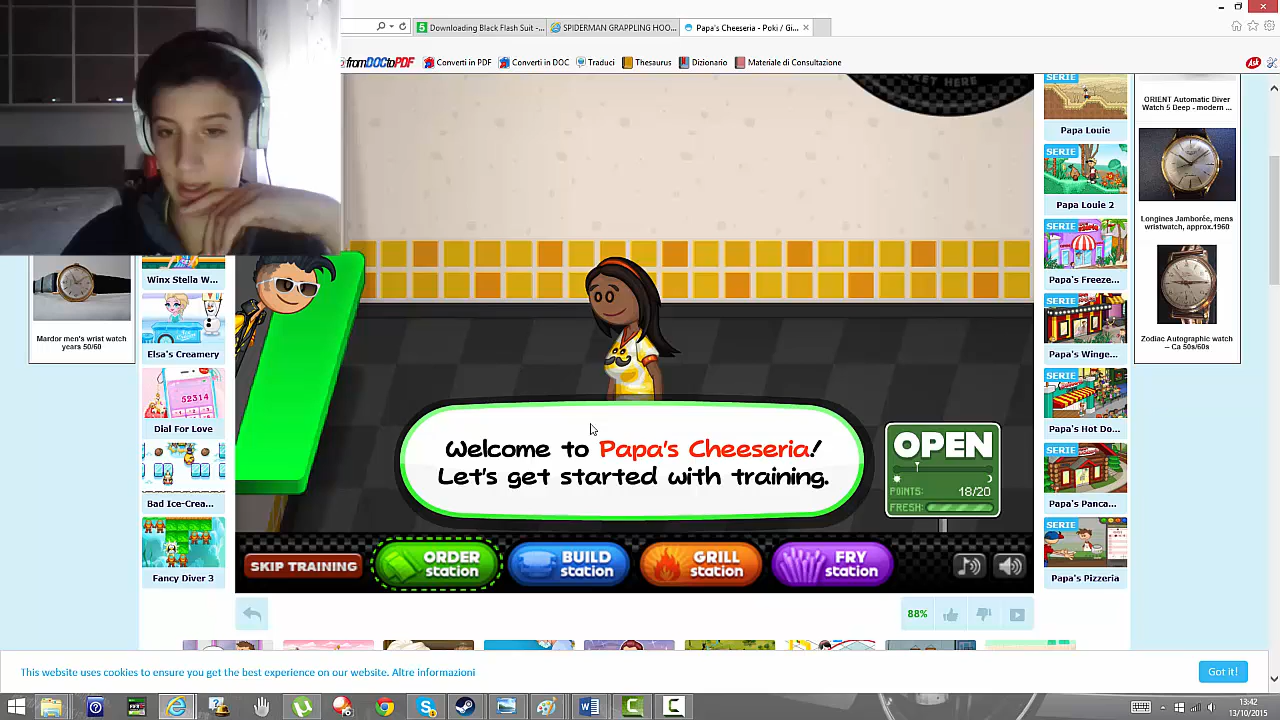 Downloading Black Flash Suit -...
SPIDERMAN GRAPPLING HOO...
Papa's Cheeseria - Poki / Gi...
fromDOCtoPDF
Converti in PDF
Converti in DOC
Traduci
Thesaurus
Dizionario
Materiale di Consultazione
Ask
Mardor men's wrist watch
years 50/60
Winx Stella W...
Elsa's Creamery
52314
Dial For Love
Bad Ice-Crea...
Fancy Diver 3
Welcome to Papa's Cheeseria!
Let's get started with training.
OPEN
POINTS: 18/20
FRESH:
SKIP TRAINING
ORDER
station
BUILD
station
GRILL
station
FRY
station
88%
SERIE
Papa Louie
SERIE
Papa Louie 2
SERIE
Papa's Freeze...
SERIE
Papa's Winge...
SERIE
Papa's Hot Do...
SERIE
Papa's Panca...
SERIE
Papa's Pizzeria
ORIENT Automatic Diver
Watch 5 Deep - modern ...
Longines Jamborée, mens
wristwatch, approx.1960
Zodiac Autographic watch
– Ca 50s/60s
This website uses cookies to ensure you get the best experience on our website. Altre informazioni
Got it!
13:42
13/10/2015